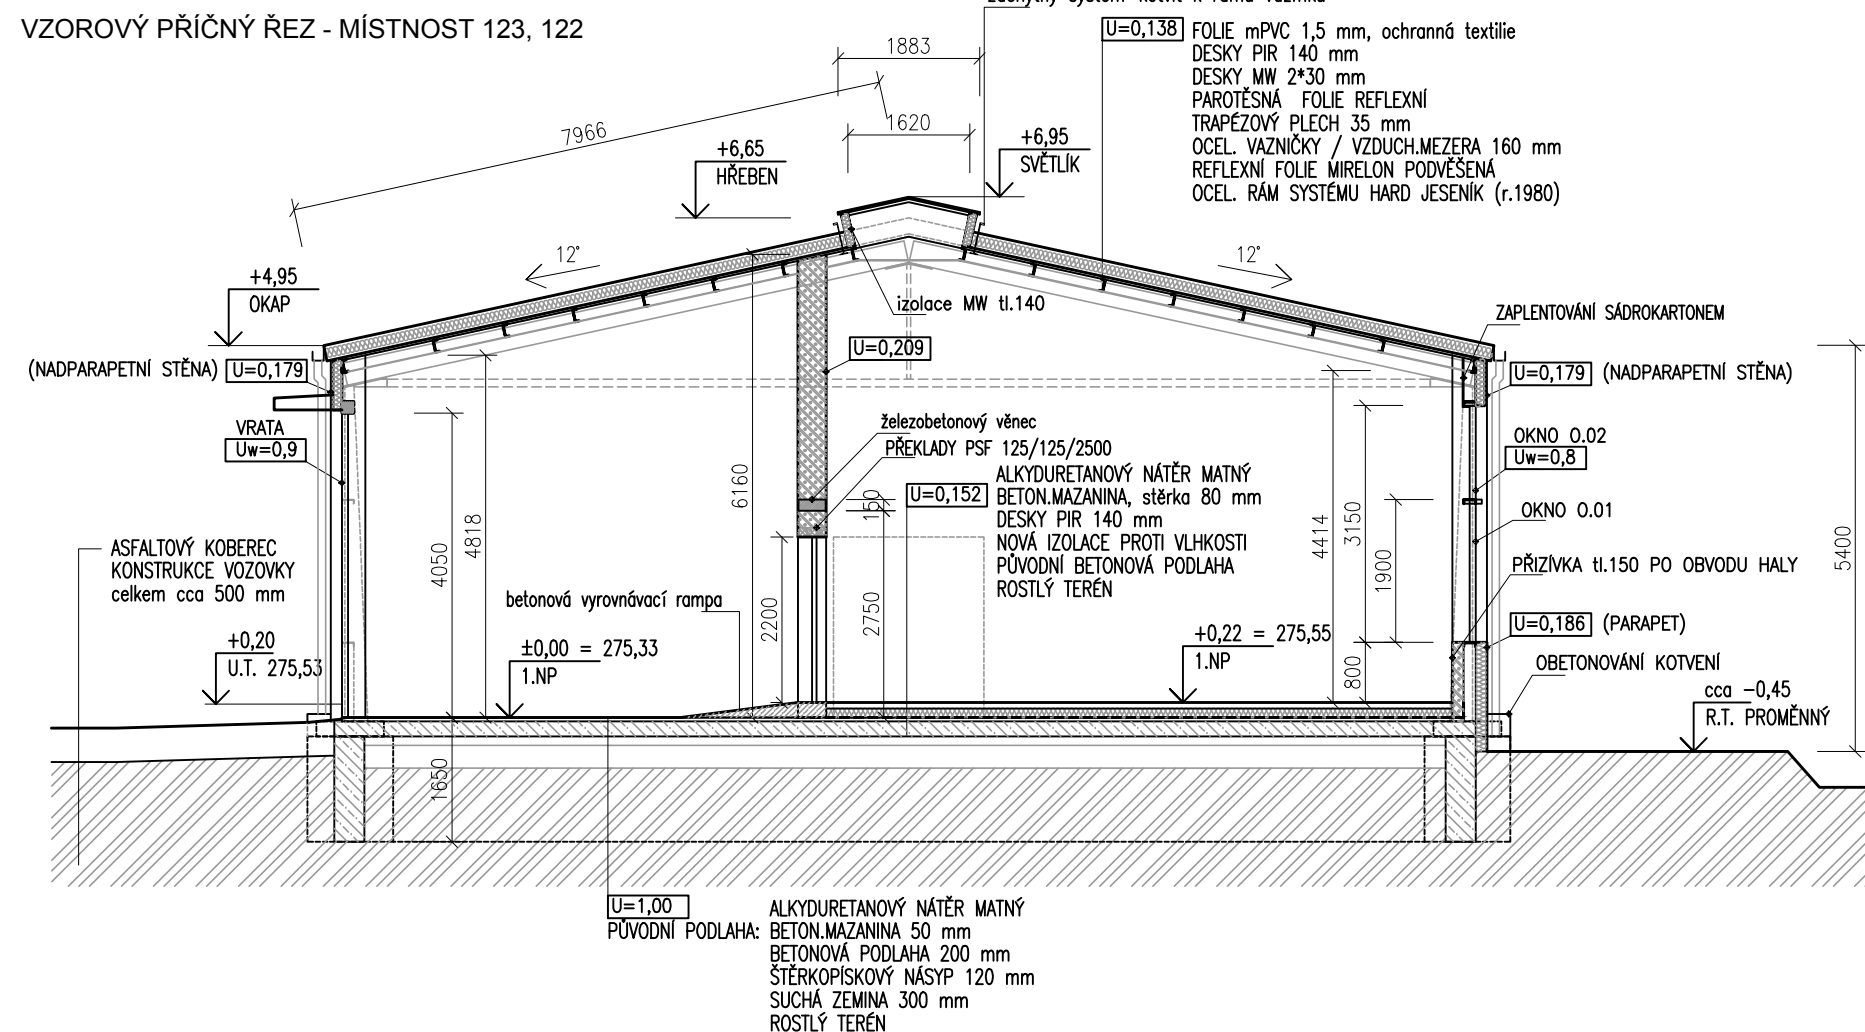 VZOROVÝ PŘÍČNÝ ŘEZ - MÍSTNOST 123, 122
záchytný systém kotvit k rámu vazníku
U=0,138
FOLIE mPVC 1,5 mm, ochranná textilie
DESKY PIR 140 mm
DESKY MW 2*30 mm
PAROTĚSNÁ FOLIE REFLEXNÍ
TRAPÉZOVÝ PLECH 35 mm
OCEL. VAZNIČKY / VZDUCH.MEZERA 160 mm
REFLEXNÍ FOLIE MIRELON PODVĚŠENÁ
OCEL. RÁM SYSTÉMU HARD JESENÍK (r.1980)
1883
7966
1620
+6,65
HŘEBEN
+6,95
SVĚTLÍK
12°
12°
+4,95
OKAP
izolace MW tl.140
ZAPLENTOVÁNÍ SÁDROKARTONEM
U=0,209
(NADPARAPETNÍ STĚNA) U=0,179
U=0,179 (NADPARAPETNÍ STĚNA)
VRATA
Uw=0,9
železobetonový věnec
PŘEKLADY PSF 125/125/2500
OKNO O.02
Uw=0,8
U=0,152
ALKYDURETANOVÝ NÁTĚR MATNÝ
BETON.MAZANINA, stěrka 80 mm
DESKY PIR 140 mm
NOVÁ IZOLACE PROTI VLHKOSTI
PŮVODNÍ BETONOVÁ PODLAHA
ROSTLÝ TERÉN
OKNO O.01
4050
4818
6160
150
2200
2750
4414
3150
1900
800
5400
1650
ASFALTOVÝ KOBEREC
KONSTRUKCE VOZOVKY
celkem cca 500 mm
PŘIZÍVKA tl.150 PO OBVODU HALY
betonová vyrovnávací rampa
U=0,186 (PARAPET)
+0,20
U.T. 275,53
±0,00 = 275,33
1.NP
+0,22 = 275,55
1.NP
OBETONOVÁNÍ KOTVENÍ
cca -0,45
R.T. PROMĚNNÝ
U=1,00
PŮVODNÍ PODLAHA:
ALKYDURETANOVÝ NÁTĚR MATNÝ
BETON.MAZANINA 50 mm
BETONOVÁ PODLAHA 200 mm
ŠTĚRKOPÍSKOVÝ NÁSYP 120 mm
SUCHÁ ZEMINA 300 mm
ROSTLÝ TERÉN